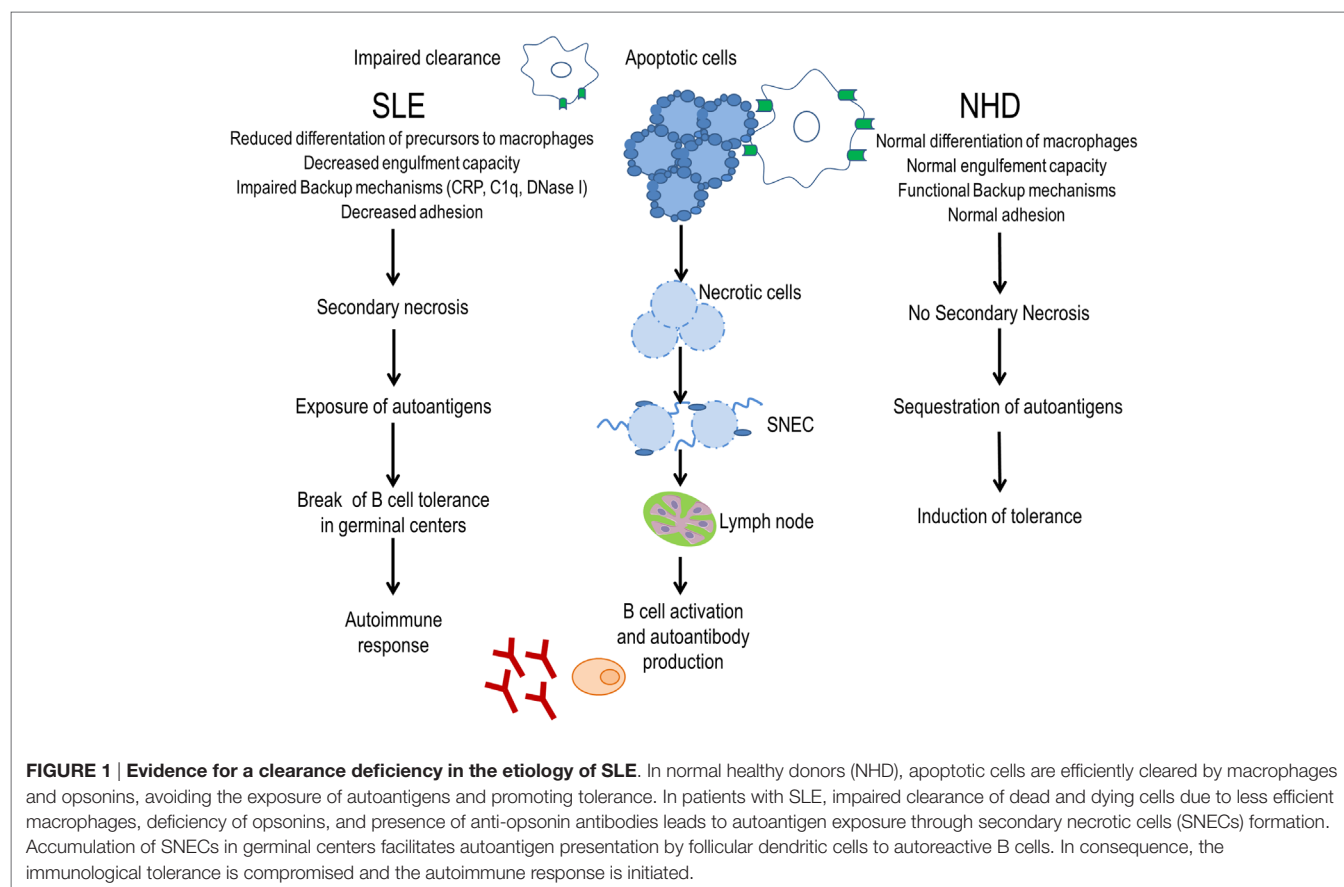 Impaired clearance
Apoptotic cells
SLE
Reduced differentation of precursors to macrophages
Decreased engulfment capacity
Impaired Backup mechanisms (CRP, C1q, DNase I)
Decreased adhesion
Secondary necrosis
Exposure of autoantigens
Break of B cell tolerance
in germinal centers
Autoimmune
response
Necrotic cells
SNEC
Lymph node
B cell activation
and autoantibody
production
NHD
Normal differentiation of macrophages
Normal engulfement capacity
Functional Backup mechanisms
Normal adhesion
No Secondary Necrosis
Sequestration of autoantigens
Induction of tolerance
FIGURE 1 | Evidence for a clearance deficiency in the etiology of SLE. In normal healthy donors (NHD), apoptotic cells are efficiently cleared by macrophages
and opsonins, avoiding the exposure of autoantigens and promoting tolerance. In patients with SLE, impaired clearance of dead and dying cells due to less efficient
macrophages, deficiency of opsonins, and presence of anti-opsonin antibodies leads to autoantigen exposure through secondary necrotic cells (SNECs) formation.
Accumulation of SNECs in germinal centers facilitates autoantigen presentation by follicular dendritic cells to autoreactive B cells. In consequence, the
immunological tolerance is compromised and the autoimmune response is initiated.